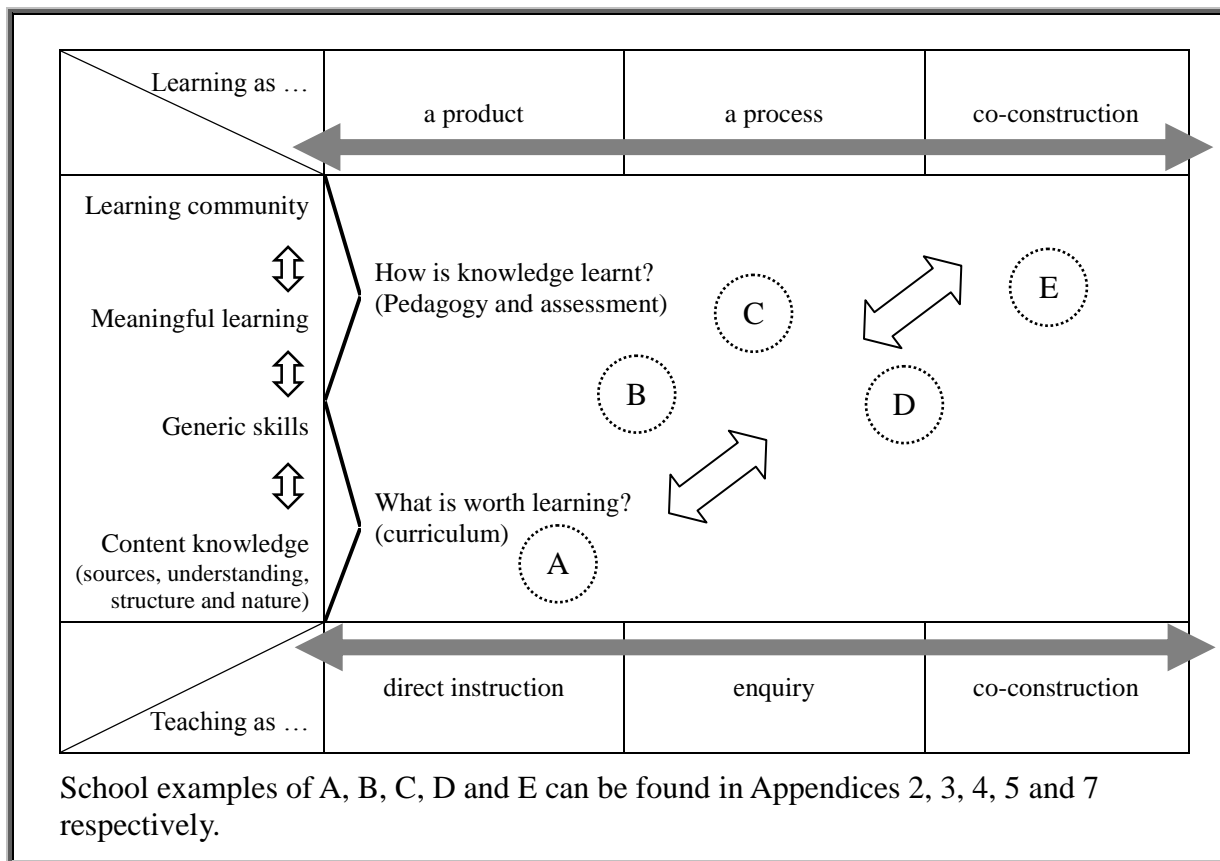 Learning as …
a product
a process
co-construction
Learning community
Meaningful learning
Generic skills
Content knowledge
(sources, understanding,
structure and nature)
How is knowledge learnt?
(Pedagogy and assessment)
What is worth learning?
(curriculum)
A
B
C
D
E
direct instruction
enquiry
co-construction
Teaching as …
School examples of A, B, C, D and E can be found in Appendices 2, 3, 4, 5 and 7
respectively.